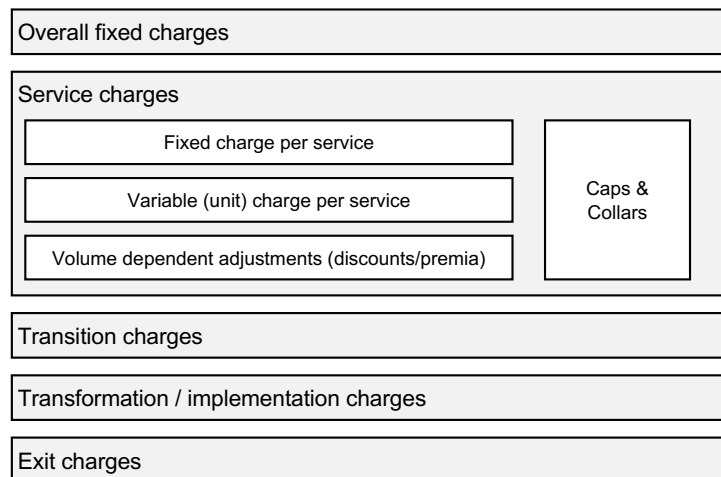 Overall fixed charges
Service charges
Fixed charge per service
Variable (unit) charge per service
Volume dependent adjustments (discounts/premia)
Caps &
Collars
Transition charges
Transformation / implementation charges
Exit charges